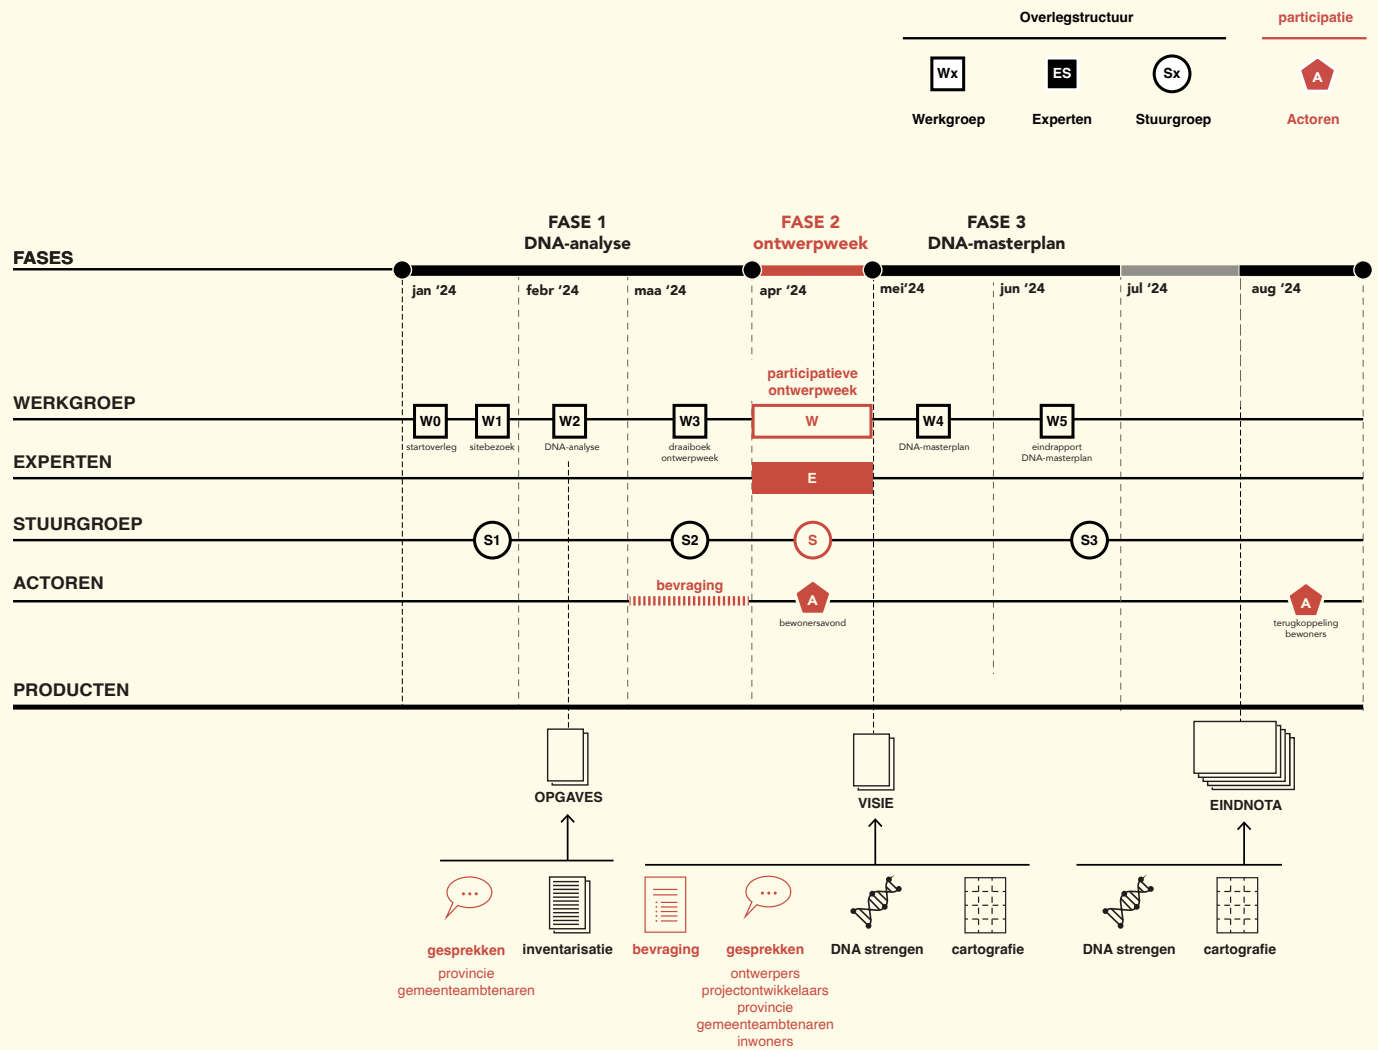 Overlegstructuur
participatie
Wx
ES
Sx
A
Werkgroep
Experten
Stuurgroep
Actoren
FASE 1
DNA-analyse
FASE 2
ontwerpweek
FASE 3
DNA-masterplan
FASES
jan ‘24
febr ‘24
maa ‘24
apr ‘24
mei‘24
jun ‘24
jul ‘24
aug ‘24
participatieve
ontwerpweek
WERKGROEP
W0
W1
W2
W3
W
W4
W5
startoverleg
sitebezoek
DNA-analyse
draaiboek
ontwerpweek
DNA-masterplan
eindrapport
DNA-masterplan
EXPERTEN
E
STUURGROEP
S1
S2
S
S3
ACTOREN
bevraging
A
A
bewonersavond
terugkoppeling
bewoners
PRODUCTEN
OPGAVES
VISIE
EINDNOTA
gesprekken
inventarisatie
bevraging
gesprekken
DNA strengen
cartografie
DNA strengen
cartografie
provincie
gemeenteambtenaren
ontwerpers
projectontwikkelaars
provincie
gemeenteambtenaren
inwoners